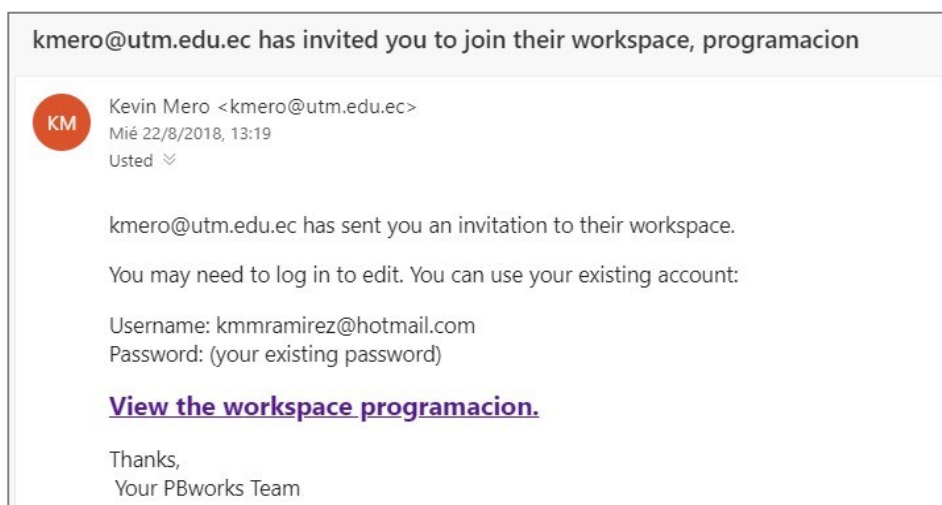 kmero@utm.edu.ec has invited you to join their workspace, programacion
KM
Kevin Mero <kmero@utm.edu.ec>
Mié 22/8/2018, 13:19
Usted
kmero@utm.edu.ec has sent you an invitation to their workspace.
You may need to log in to edit. You can use your existing account:
Username: kmmramirez@hotmail.com
Password: (your existing password)
View the workspace programacion.
Thanks,
Your PBworks Team